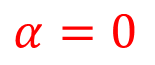 α = 0